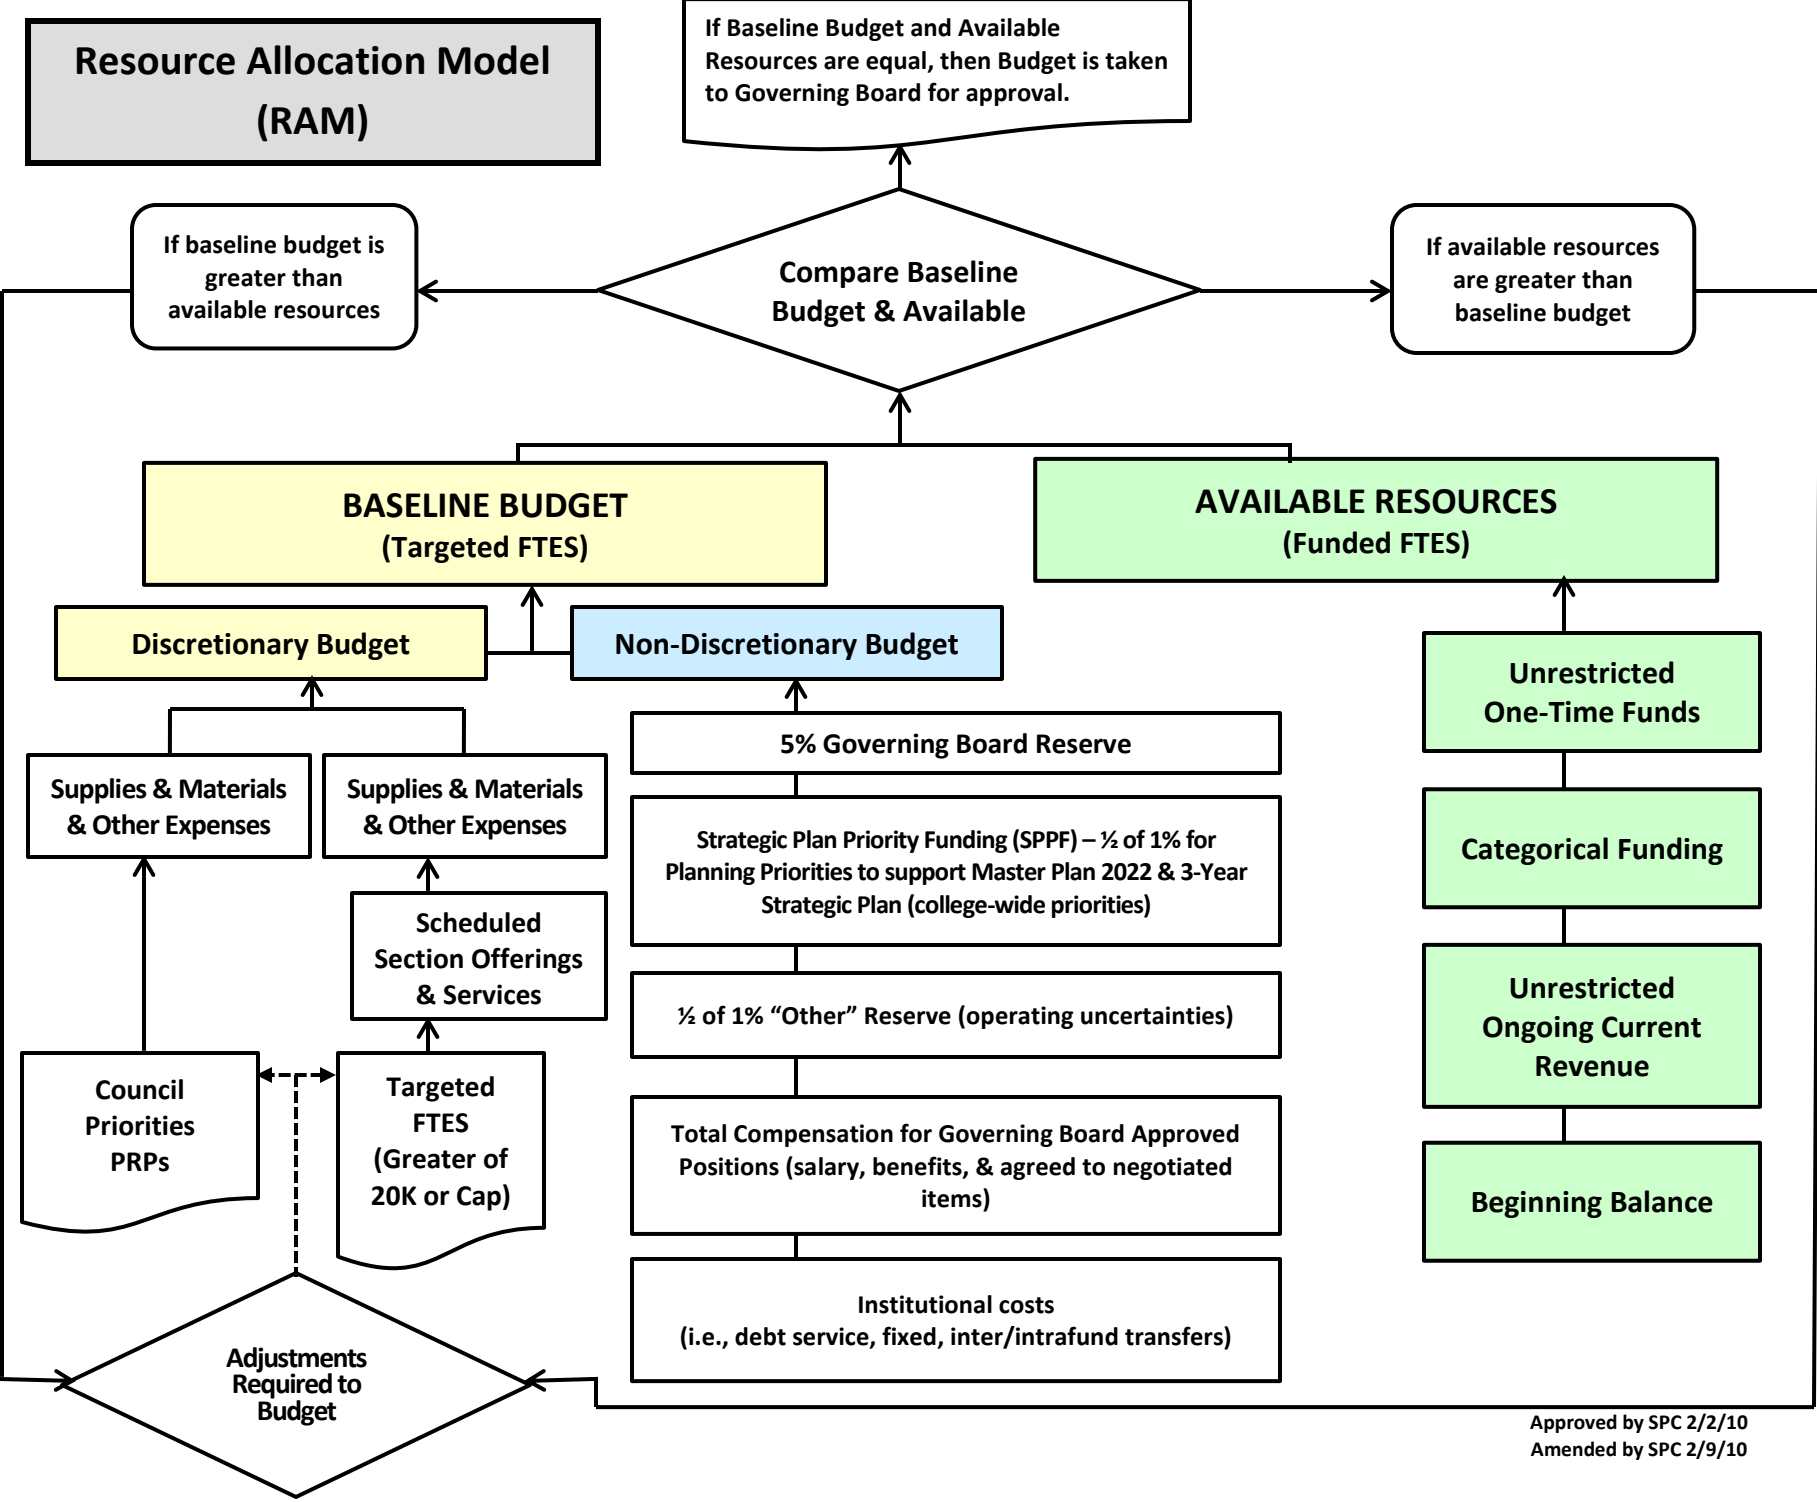 Resource Allocation Model
(RAM)
If Baseline Budget and Available
Resources are equal, then Budget is taken
to Governing Board for approval.
If baseline budget is
greater than
available resources
Compare Baseline
Budget & Available
If available resources
are greater than
baseline budget
BASELINE BUDGET
(Targeted FTES)
AVAILABLE RESOURCES
(Funded FTES)
Discretionary Budget
Non-Discretionary Budget
Supplies & Materials
& Other Expenses
Supplies & Materials
& Other Expenses
Scheduled
Section Offerings
& Services
Council
Priorities
PRPs
Targeted
FTES
(Greater of
20K or Cap)
Adjustments
Required to
Budget
5% Governing Board Reserve
Strategic Plan Priority Funding (SPPF) – ½ of 1% for
Planning Priorities to support Master Plan 2022 & 3-Year
Strategic Plan (college-wide priorities)
½ of 1% “Other” Reserve (operating uncertainties)
Total Compensation for Governing Board Approved
Positions (salary, benefits, & agreed to negotiated
items)
Institutional costs
(i.e., debt service, fixed, inter/intrafund transfers)
Unrestricted
One-Time Funds
Categorical Funding
Unrestricted
Ongoing Current
Revenue
Beginning Balance
Approved by SPC 2/2/10
Amended by SPC 2/9/10